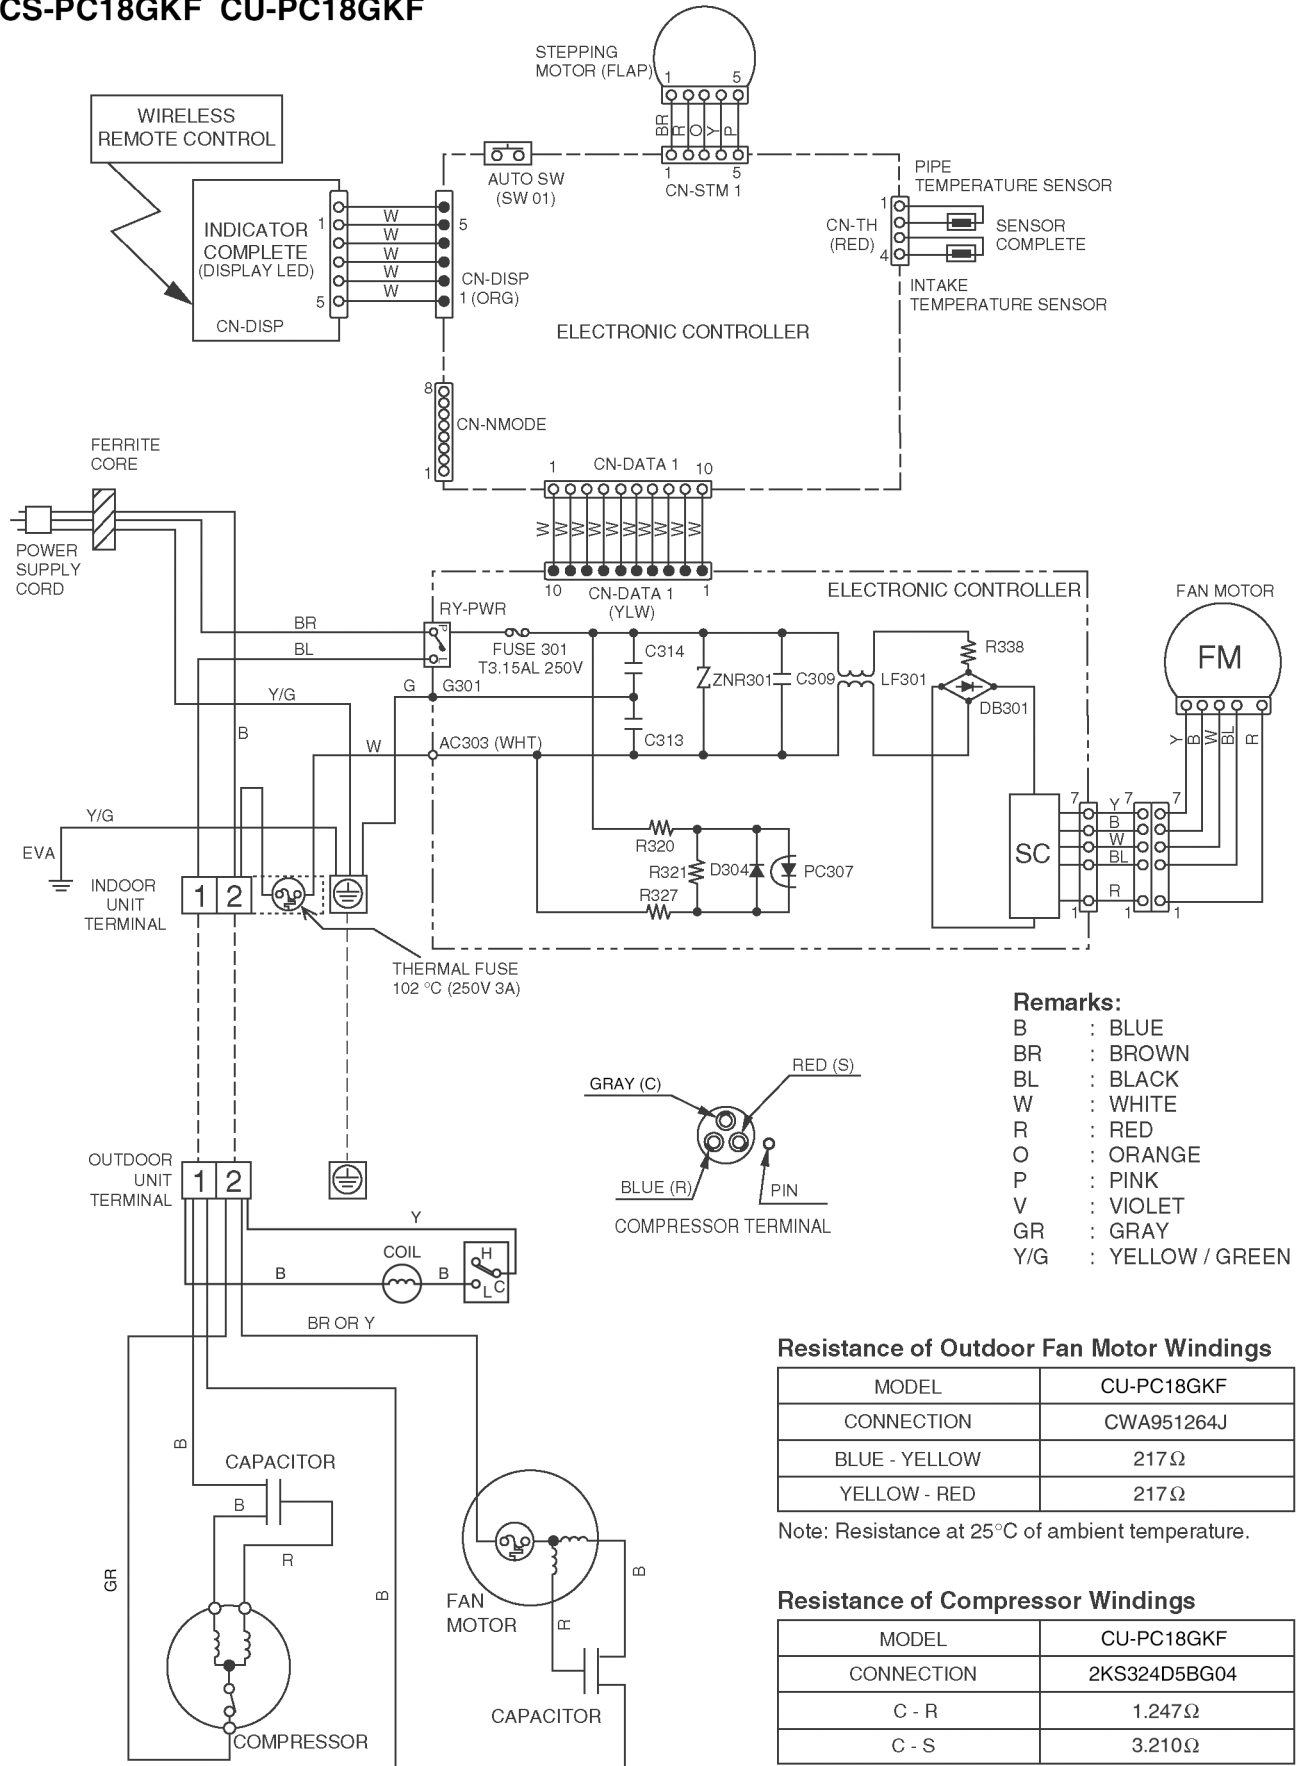 CS-PC18GKF CU-PC18GKF
STEPPING
MOTOR (FLAP)
1 5
BR R O Y P
WIRELESS
REMOTE CONTROL
AUTO SW
(SW 01)
1 5
CN-STM 1
PIPE
TEMPERATURE SENSOR
1
CN-TH
(RED)
4
SENSOR
COMPLETE
INTAKE
TEMPERATURE SENSOR
INDICATOR
COMPLETE
(DISPLAY LED)
CN-DISP
1
5
W
W
W
W
W
5
CN-DISP
1 (ORG)
ELECTRONIC CONTROLLER
8
CN-NMODE
1
FERRITE
CORE
1 CN-DATA 1 10
W W W W W W W W W
10 CN-DATA 1 1
(YLW)
POWER
SUPPLY
CORD
ELECTRONIC CONTROLLER
FAN MOTOR
FM
RY-PWR
P
L
BR
BL
FUSE 301
T3.15AL 250V
C314
ZNR301
C309
LF301
R338
DB301
Y/G
G G301
B
W
AC303 (WHT)
C313
Y B W BL R
Y/G
EVA
R320
R321
D304
PC307
R327
SC
7 Y 7 7
B
W
BL
R
1 1 1
INDOOR
UNIT
TERMINAL
1 2
THERMAL FUSE
102 °C (250V 3A)
Remarks:
B : BLUE
BR : BROWN
BL : BLACK
W : WHITE
R : RED
O : ORANGE
P : PINK
V : VIOLET
GR : GRAY
Y/G : YELLOW / GREEN
GRAY (C)
RED (S)
BLUE (R)
PIN
COMPRESSOR TERMINAL
OUTDOOR
UNIT
TERMINAL
1 2
Y
COIL
B
B
H
L C
BR OR Y
B
CAPACITOR
B
R
GR
B
COMPRESSOR
FAN
MOTOR
R
B
CAPACITOR
Resistance of Outdoor Fan Motor Windings
MODEL CU-PC18GKF
CONNECTION CWA951264J
BLUE - YELLOW 217Ω
YELLOW - RED 217Ω
Note: Resistance at 25°C of ambient temperature.
Resistance of Compressor Windings
MODEL CU-PC18GKF
CONNECTION 2KS324D5BG04
C - R 1.247Ω
C - S 3.210Ω